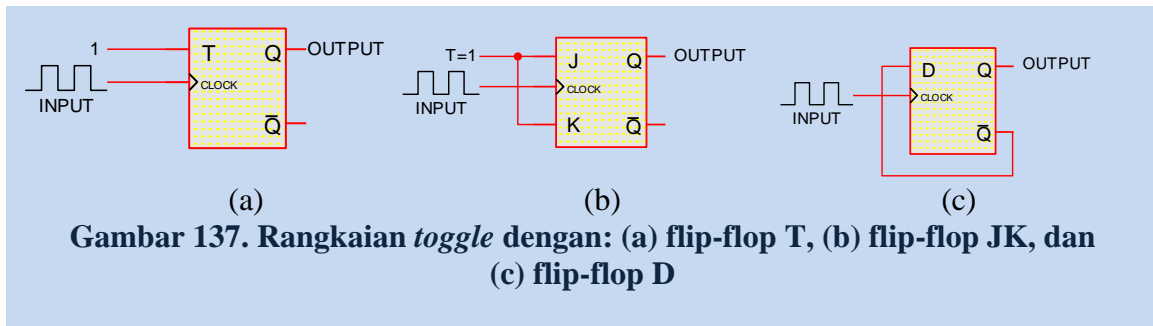 1 T Q OUTPUT
CLOCK
INPUT
Q̅
T=1 J Q OUTPUT
CLOCK
INPUT
K Q̅
D Q OUTPUT
CLOCK
INPUT
Q̅
(a) (b) (c)
Gambar 137. Rangkaian toggle dengan: (a) flip-flop T, (b) flip-flop JK, dan
(c) flip-flop D